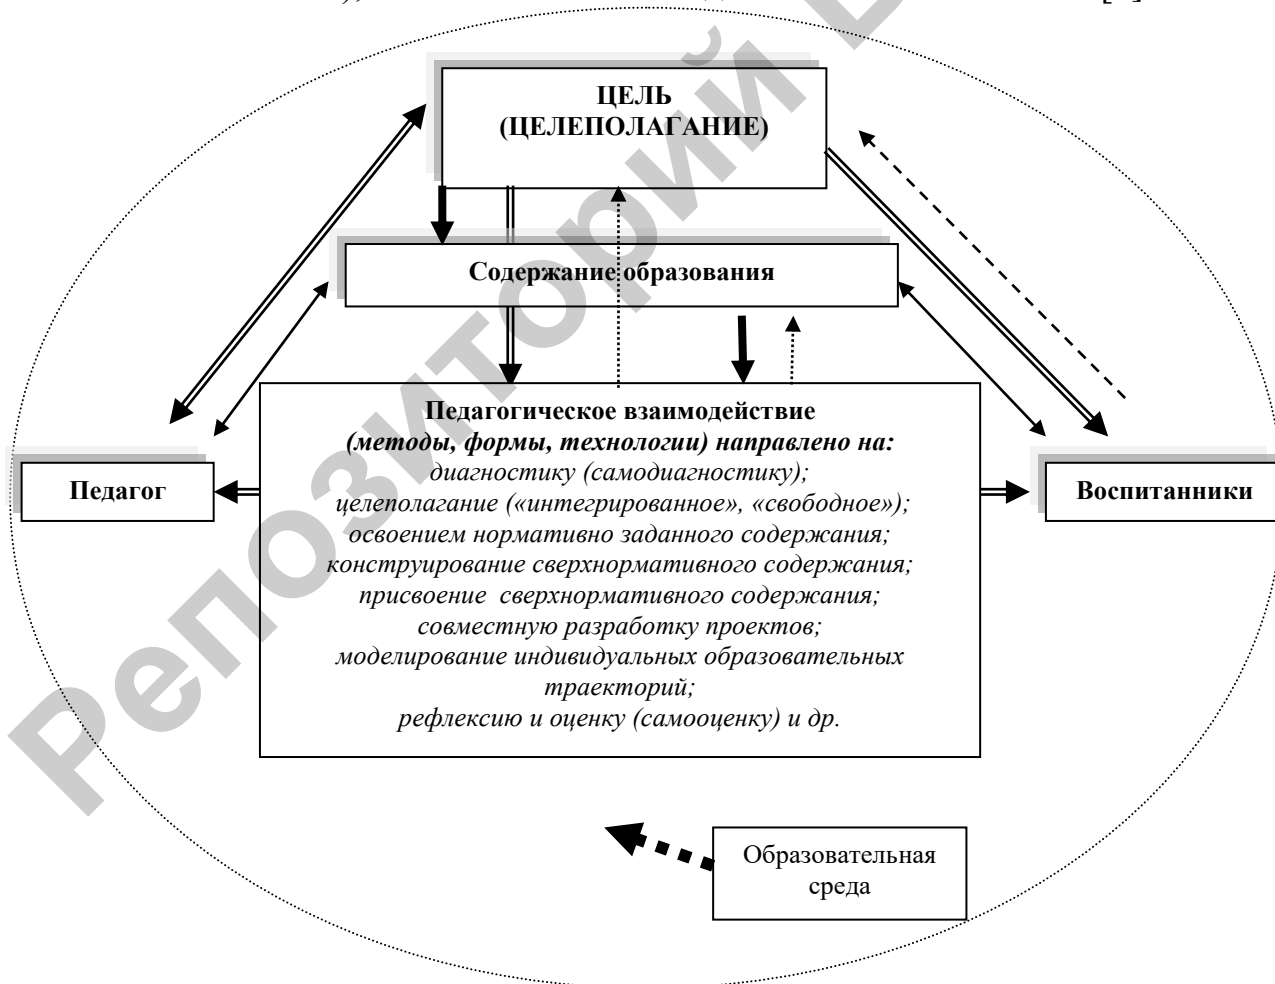 ЦЕЛЬ
(ЦЕЛЕПОЛАГАНИЕ)
Содержание образования
Педагогическое взаимодействие
(методы, формы, технологии) направлено на:
диагностику (самодиагностику);
целеполагание («интегрированное», «свободное»);
освоением нормативно заданного содержания;
конструирование сверхнормативного содержания;
присвоение сверхнормативного содержания;
совместную разработку проектов;
моделирование индивидуальных образовательных
траекторий;
рефлексию и оценку (самооценку) и др.
Педагог
Воспитанники
Образовательная
среда
Репозиторий